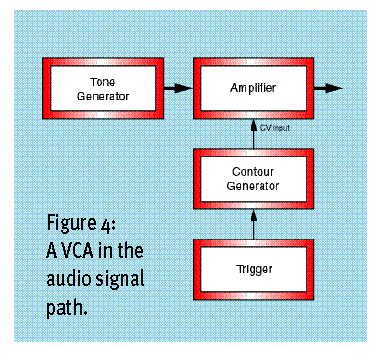 Tone
Generator
Amplifier
CV input
Contour
Generator
Trigger
Figure 4:
A VCA in the
audio signal
path.